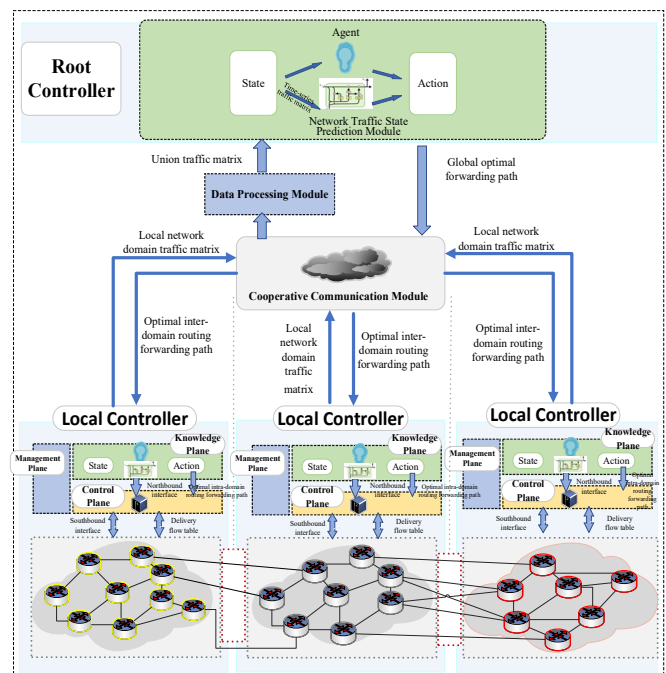 Root
Controller
Agent
State
Time-series
traffic matrix
Action
Network Traffic State
Prediction Module
Union traffic matrix
Global optimal
forwarding path
Data Processing Module
Local network
domain traffic matrix
Local network
domain traffic matrix
Cooperative Communication Module
Optimal inter-
domain routing
forwarding path
Local
network
domain
traffic
matrix
Optimal inter-
domain routing
forwarding path
Optimal inter-
domain routing
forwarding path
Local Controller
Management
Plane
Knowledge
Plane
State
Action
Control
Plane
Northbound
interface
Optimal intra-domain
routing forwarding path
Southbound
interface
Delivery
flow table
Local Controller
Management
Plane
Knowledge
Plane
State
Action
Control
Plane
Northbound
interface
Optimal intra-domain
routing forwarding path
Southbound
interface
Delivery
flow table
Local Controller
Management
Plane
Knowledge
Plane
State
Action
Control
Plane
Northbound
interface
Optimal
intra-domain
routing
forwarding
path
Southbound
interface
Delivery
flow table